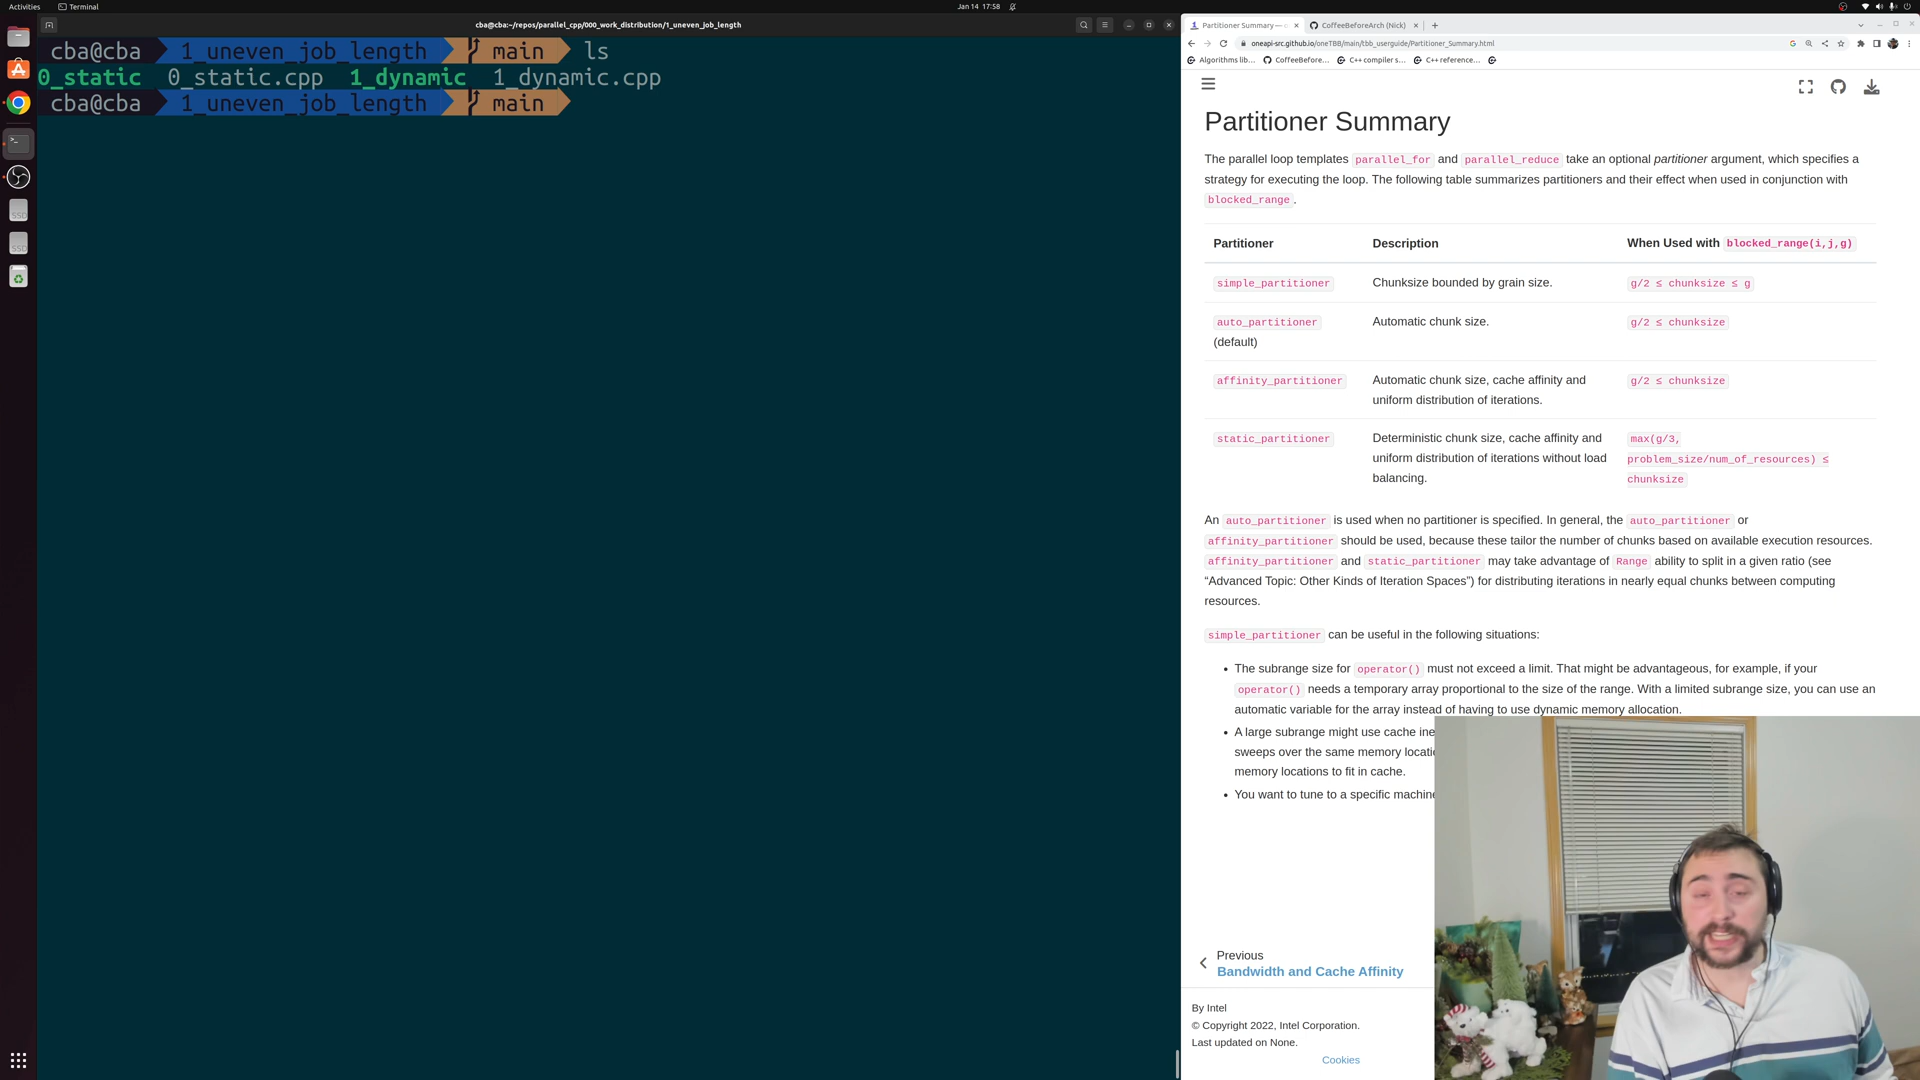 Activities
Terminal
Jan 14 17:58
cba@cba:~/repos/parallel_cpp/000_work_distribution/1_uneven_job_length
cba@cba 1_uneven_job_length main ls
0_static 0_static.cpp 1_dynamic 1_dynamic.cpp
cba@cba 1_uneven_job_length main
SSD
SSD
Partitioner Summary — 
CoffeeBeforeArch (Nick)
oneapi-src.github.io/oneTBB/main/tbb_userguide/Partitioner_Summary.html
Algorithms lib...
CoffeeBefore...
C++ compiler s...
C++ reference...
Partitioner Summary
The parallel loop templates parallel_for and parallel_reduce take an optional partitioner argument, which specifies a
strategy for executing the loop. The following table summarizes partitioners and their effect when used in conjunction with
blocked_range.
Partitioner Description When Used with blocked_range(i,j,g)
simple_partitioner Chunksize bounded by grain size. g/2 ≤ chunksize ≤ g
auto_partitioner Automatic chunk size. g/2 ≤ chunksize
(default)
affinity_partitioner Automatic chunk size, cache affinity and g/2 ≤ chunksize
uniform distribution of iterations.
static_partitioner Deterministic chunk size, cache affinity and max(g/3,
uniform distribution of iterations without load problem_size/num_of_resources) ≤
balancing. chunksize
An auto_partitioner is used when no partitioner is specified. In general, the auto_partitioner or
affinity_partitioner should be used, because these tailor the number of chunks based on available execution resources.
affinity_partitioner and static_partitioner may take advantage of Range ability to split in a given ratio (see
“Advanced Topic: Other Kinds of Iteration Spaces”) for distributing iterations in nearly equal chunks between computing
resources.
simple_partitioner can be useful in the following situations:
• The subrange size for operator() must not exceed a limit. That might be advantageous, for example, if your
operator() needs a temporary array proportional to the size of the range. With a limited subrange size, you can use an
automatic variable for the array instead of having to use dynamic memory allocation.
• A large subrange might use cache ine
sweeps over the same memory locati
memory locations to fit in cache.
• You want to tune to a specific machine
Previous
Bandwidth and Cache Affinity
By Intel
© Copyright 2022, Intel Corporation.
Last updated on None.
Cookies